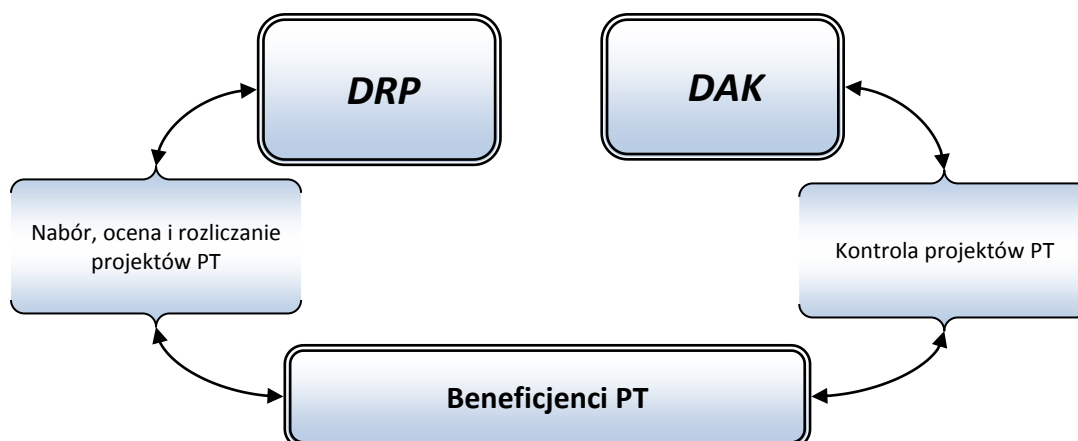 DRP
DAK
Nabór, ocena i rozliczanie
projektów PT
Kontrola projektów PT
Beneficjenci PT